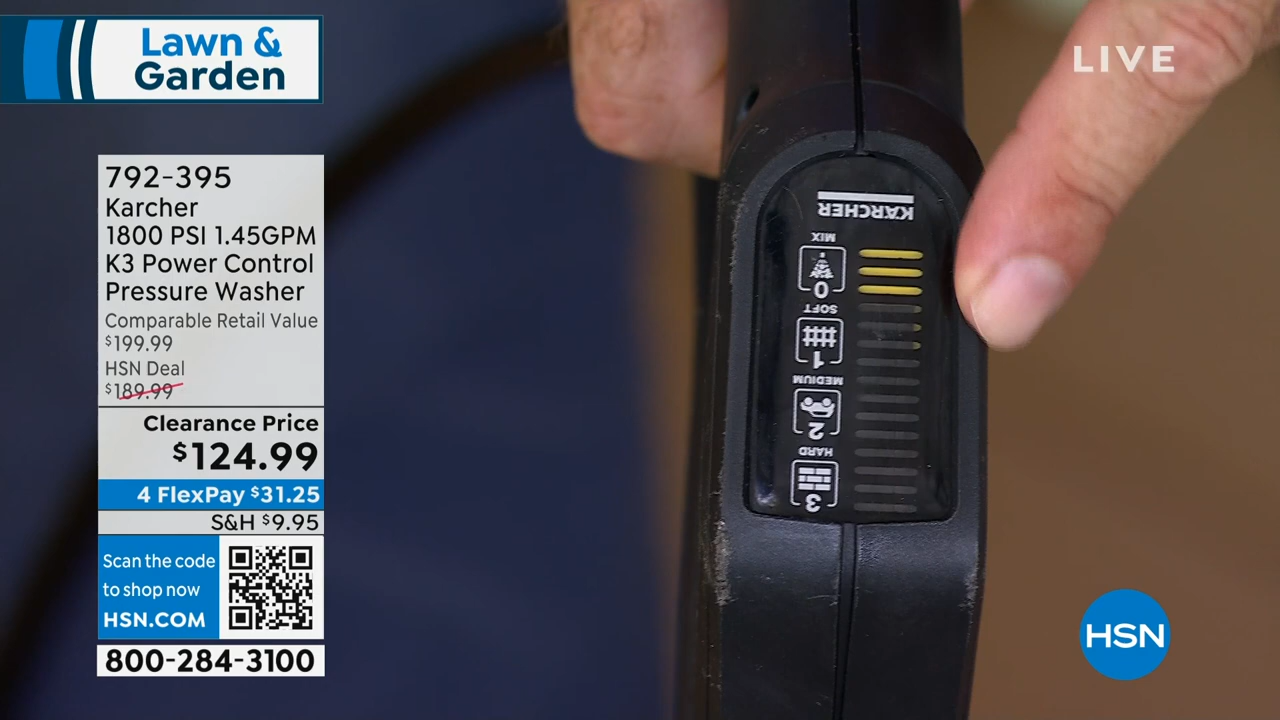 Lawn &
Garden
LIVE
792-395
Karcher
1800 PSI 1.45GPM
K3 Power Control
Pressure Washer
Comparable Retail Value
$199.99
HSN Deal
$189.99
Clearance Price
$124.99
4 FlexPay $31.25
S&H $9.95
Scan the code
to shop now
HSN.COM
800-284-3100
KÄRCHER
MIX
0
SOFT
1
MEDIUM
2
HARD
3
HSN